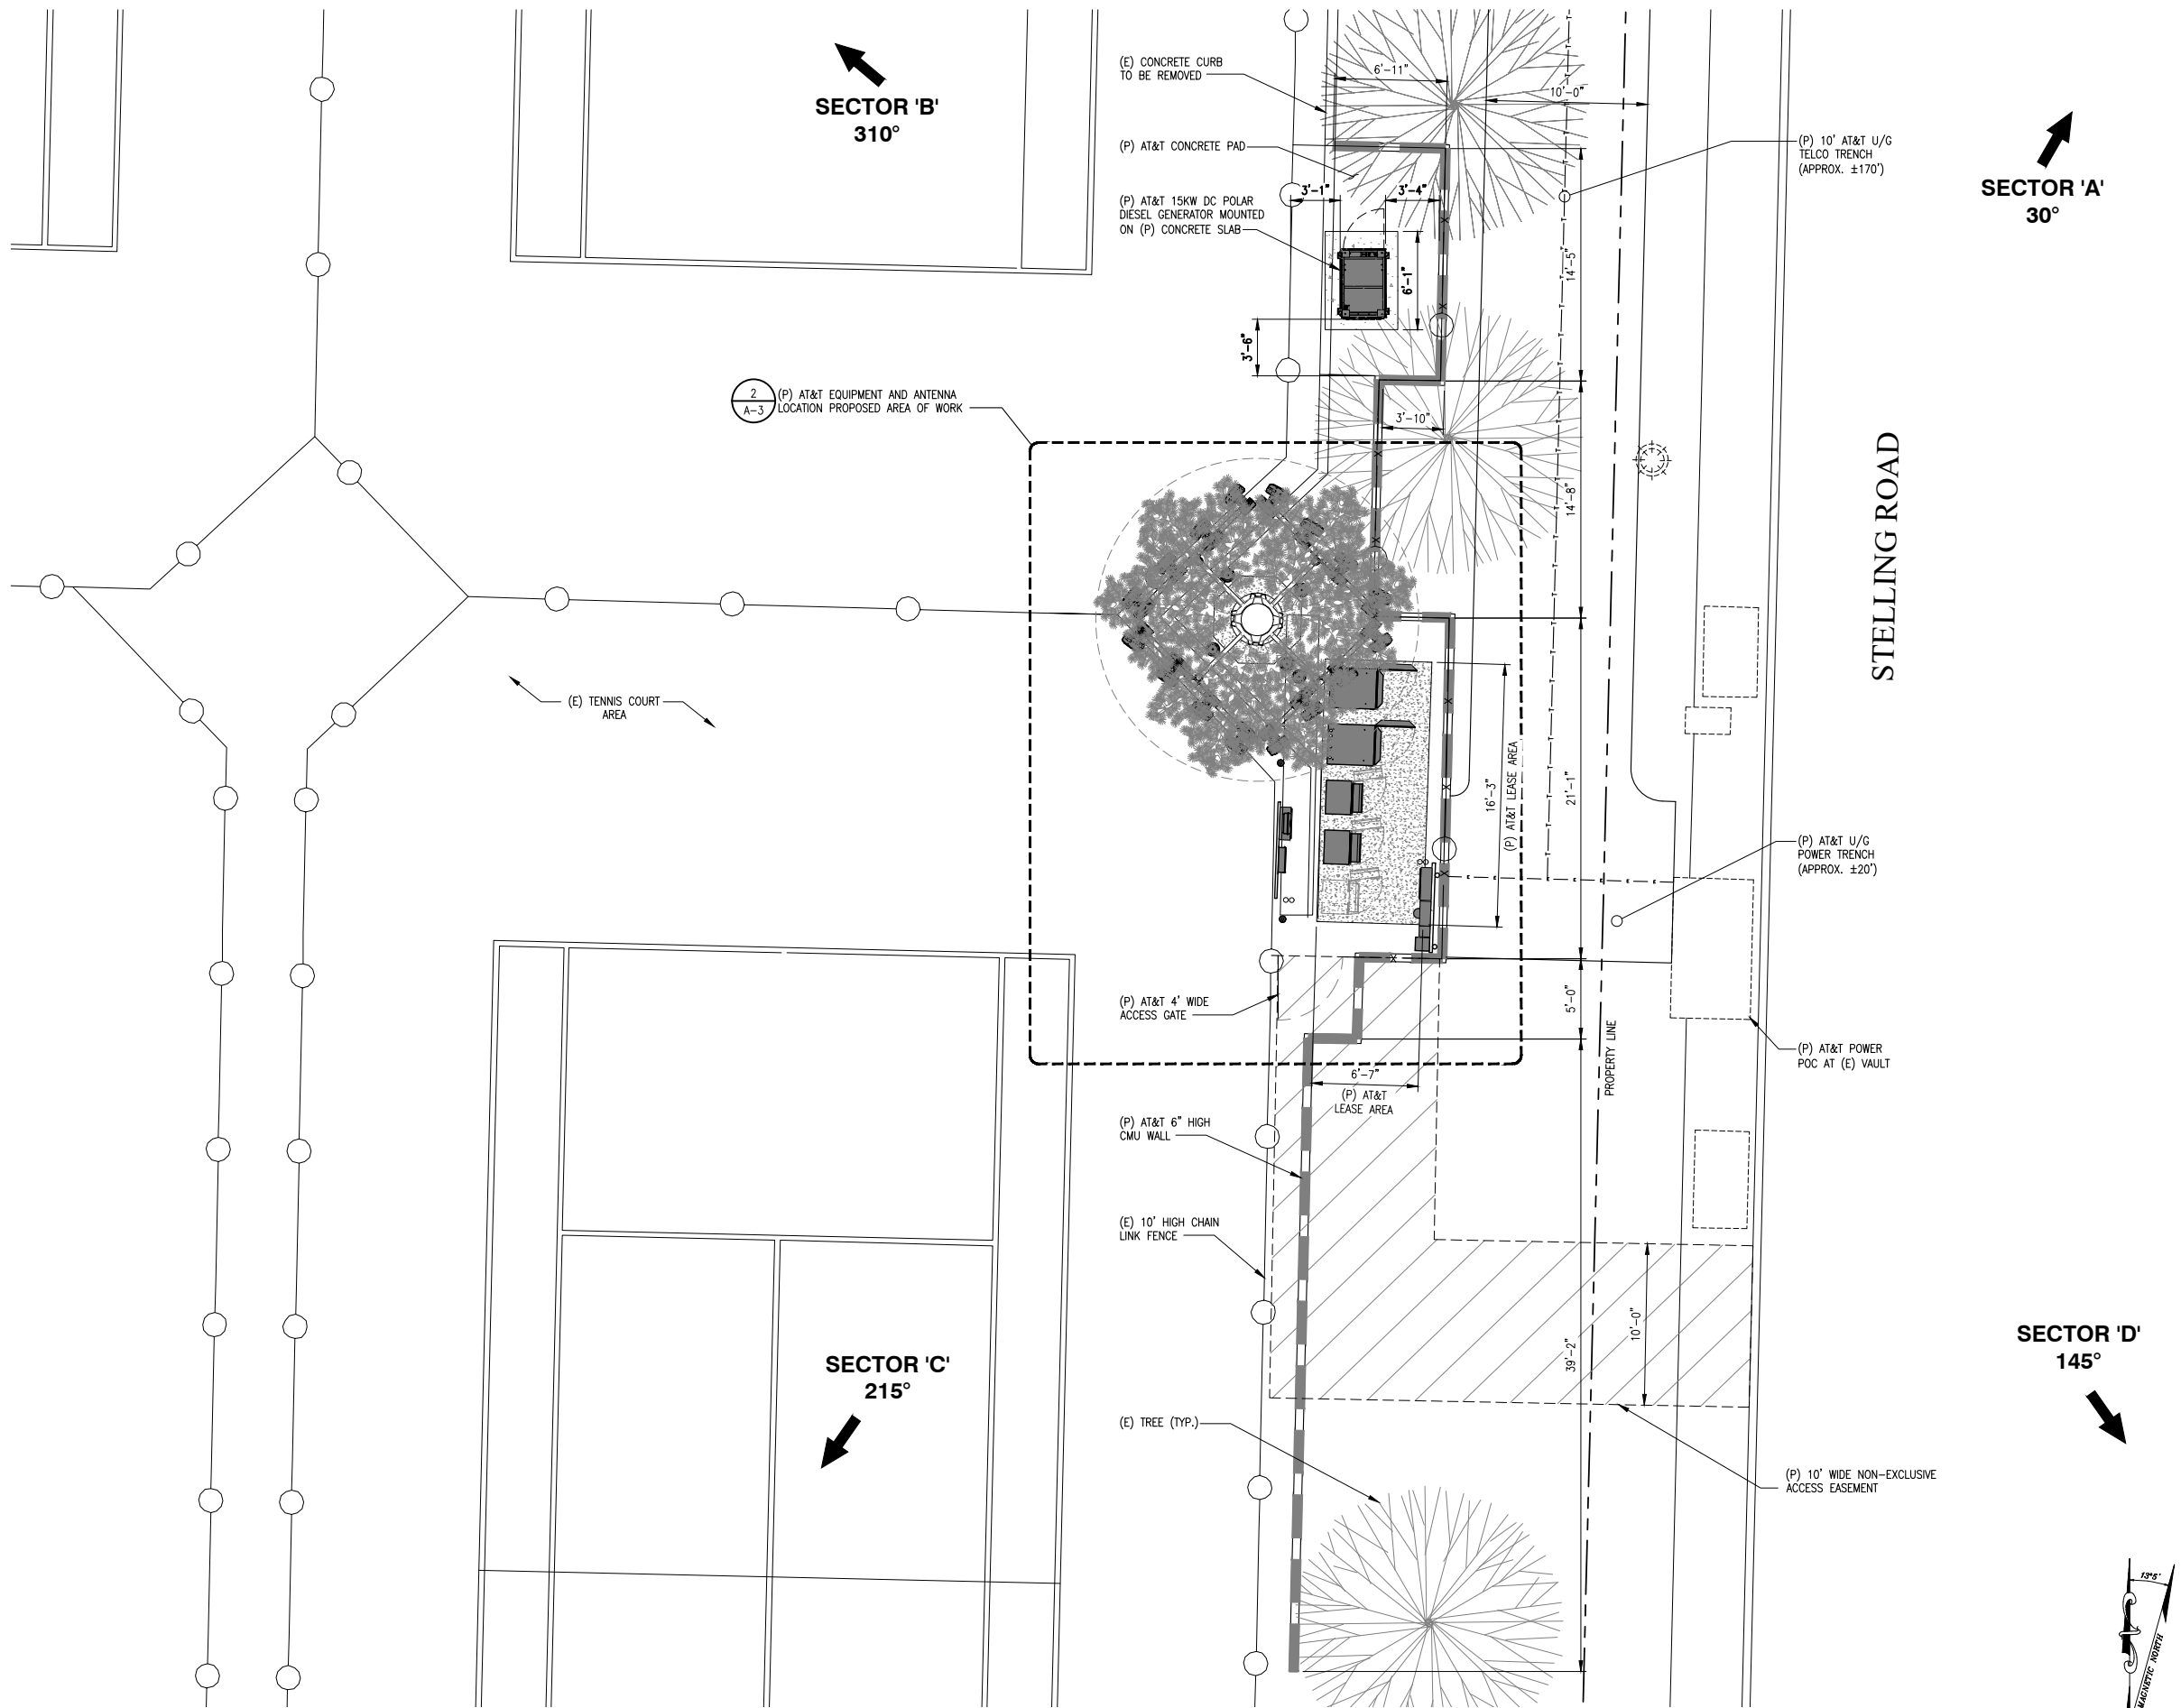 (E) CONCRETE CURB
TO BE REMOVED
6'-11"
10'-0"
SECTOR 'B'
310°
(P) AT&T CONCRETE PAD
(P) 10' AT&T U/G
TELCO TRENCH
(APPROX. ±170')
SECTOR 'A'
30°
3'-1"
3'-4"
(P) AT&T 15KW DC POLAR
DIESEL GENERATOR MOUNTED
ON (P) CONCRETE SLAB
14'-5"
6'-1"
3'-6"
2
A-3
(P) AT&T EQUIPMENT AND ANTENNA
LOCATION PROPOSED AREA OF WORK
3'-10"
14'-8"
STELLING ROAD
(E) TENNIS COURT
AREA
16'-3"
(P) AT&T LEASE AREA
21'-1"
(P) AT&T U/G
POWER TRENCH
(APPROX. ±20')
(P) AT&T 4' WIDE
ACCESS GATE
5'-0"
PROPERTY LINE
(P) AT&T POWER
POC AT (E) VAULT
6'-7"
(P) AT&T
LEASE AREA
(P) AT&T 6" HIGH
CMU WALL
(E) 10' HIGH CHAIN
LINK FENCE
10'-0"
39'-2"
SECTOR 'C'
215°
SECTOR 'D'
145°
(E) TREE (TYP.)
(P) 10' WIDE NON-EXCLUSIVE
ACCESS EASEMENT
13°5'
MAGNETIC NORTH